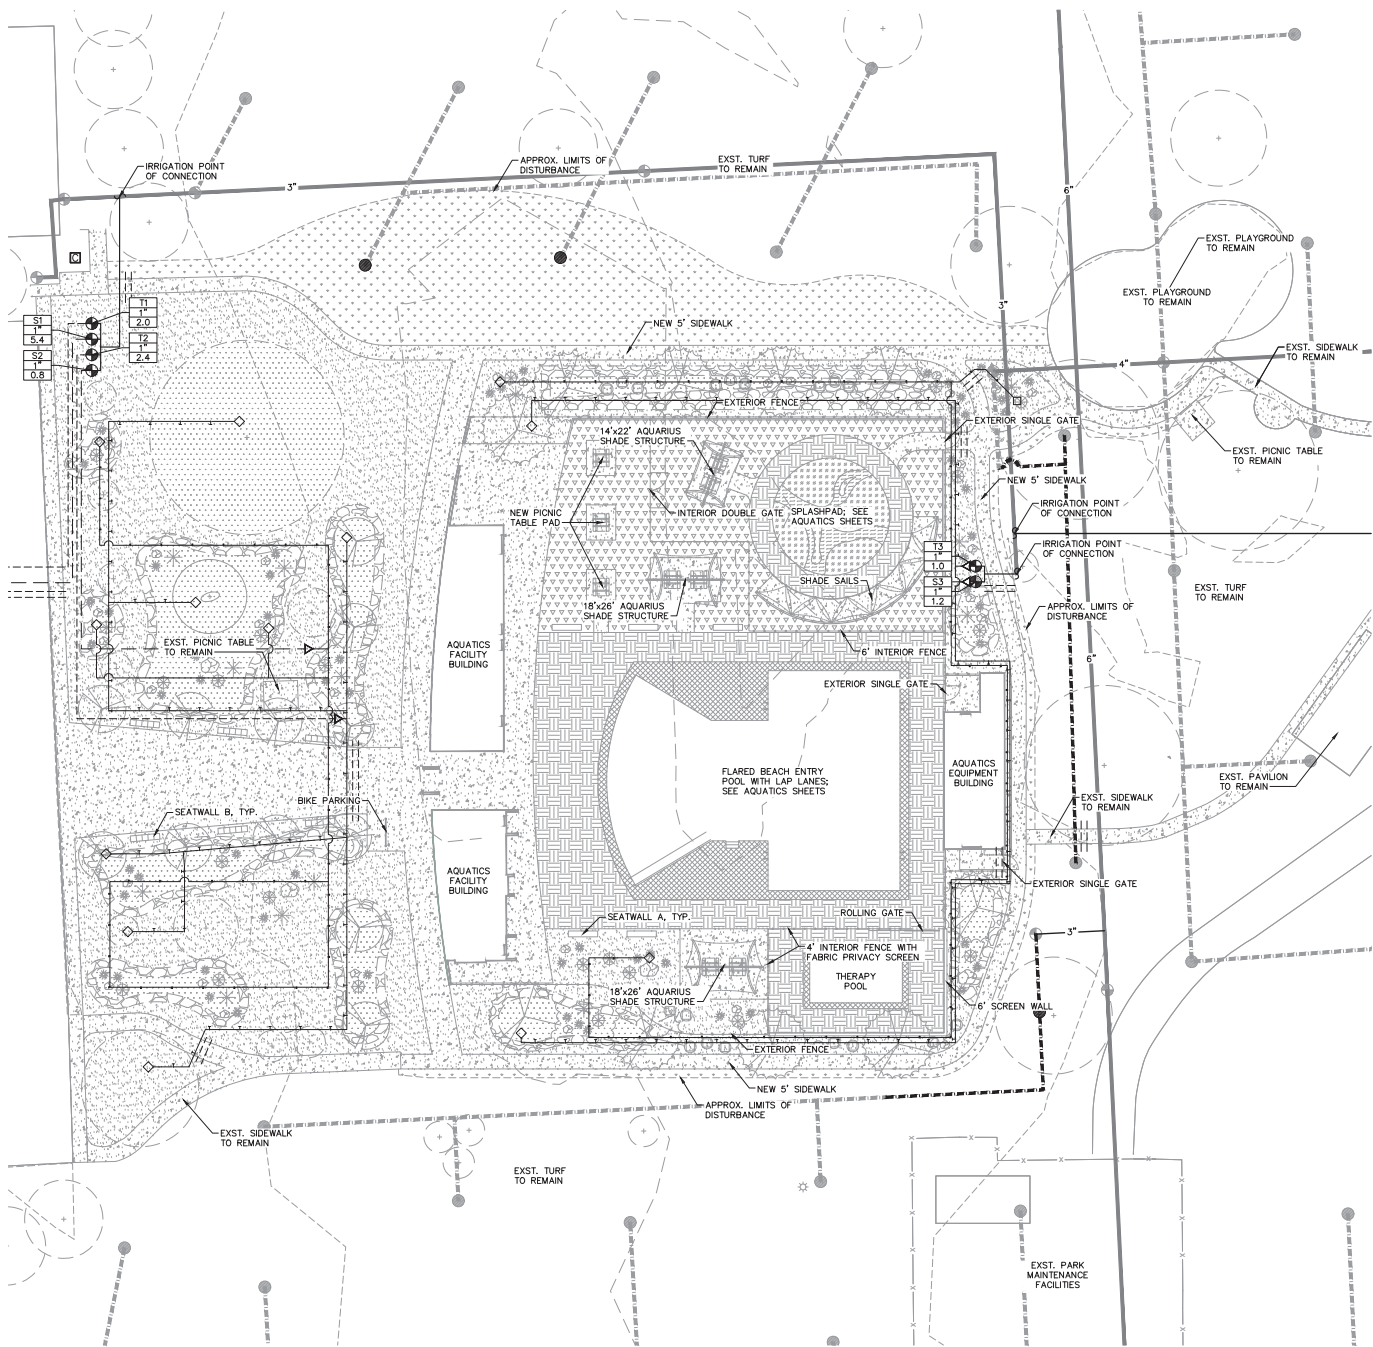 IRRIGATION POINT
OF CONNECTION
3"
APPROX. LIMITS OF
DISTURBANCE
EXST. TURF
TO REMAIN
6"
EXST. PLAYGROUND
TO REMAIN
EXST. PLAYGROUND
TO REMAIN
C
T1
1"
2.0
S1
1"
5.4
T2
1"
2.4
S2
1"
0.8
3"
NEW 5' SIDEWALK
EXST. SIDEWALK
TO REMAIN
4"
EXTERIOR FENCE
EXTERIOR SINGLE GATE
14'x22' AQUARIUS
SHADE STRUCTURE
EXST. PICNIC TABLE
TO REMAIN
NEW 5' SIDEWALK
NEW PICNIC
TABLE PAD
INTERIOR DOUBLE GATE
SPLASHPAD; SEE
AQUATICS SHEETS
IRRIGATION POINT
OF CONNECTION
IRRIGATION POINT
OF CONNECTION
T3
1"
1.0
S3
1"
1.2
SHADE SAILS
EXST. TURF
TO REMAIN
18'x26' AQUARIUS
SHADE STRUCTURE
APPROX. LIMITS OF
DISTURBANCE
EXST. PICNIC TABLE
TO REMAIN
AQUATICS
FACILITY
BUILDING
6' INTERIOR FENCE
6"
EXTERIOR SINGLE GATE
FLARED BEACH ENTRY
POOL WITH LAP LANES;
SEE AQUATICS SHEETS
AQUATICS
EQUIPMENT
BUILDING
EXST. PAVILION
TO REMAIN
BIKE PARKING
SEATWALL B, TYP.
EXST. SIDEWALK
TO REMAIN
AQUATICS
FACILITY
BUILDING
EXTERIOR SINGLE GATE
SEATWALL A, TYP.
ROLLING GATE
3"
4' INTERIOR FENCE WITH
FABRIC PRIVACY SCREEN
THERAPY
POOL
18'x26' AQUARIUS
SHADE STRUCTURE
6' SCREEN WALL
EXTERIOR FENCE
NEW 5' SIDEWALK
APPROX. LIMITS OF
DISTURBANCE
EXST. SIDEWALK
TO REMAIN
EXST. TURF
TO REMAIN
EXST. PARK
MAINTENANCE
FACILITIES